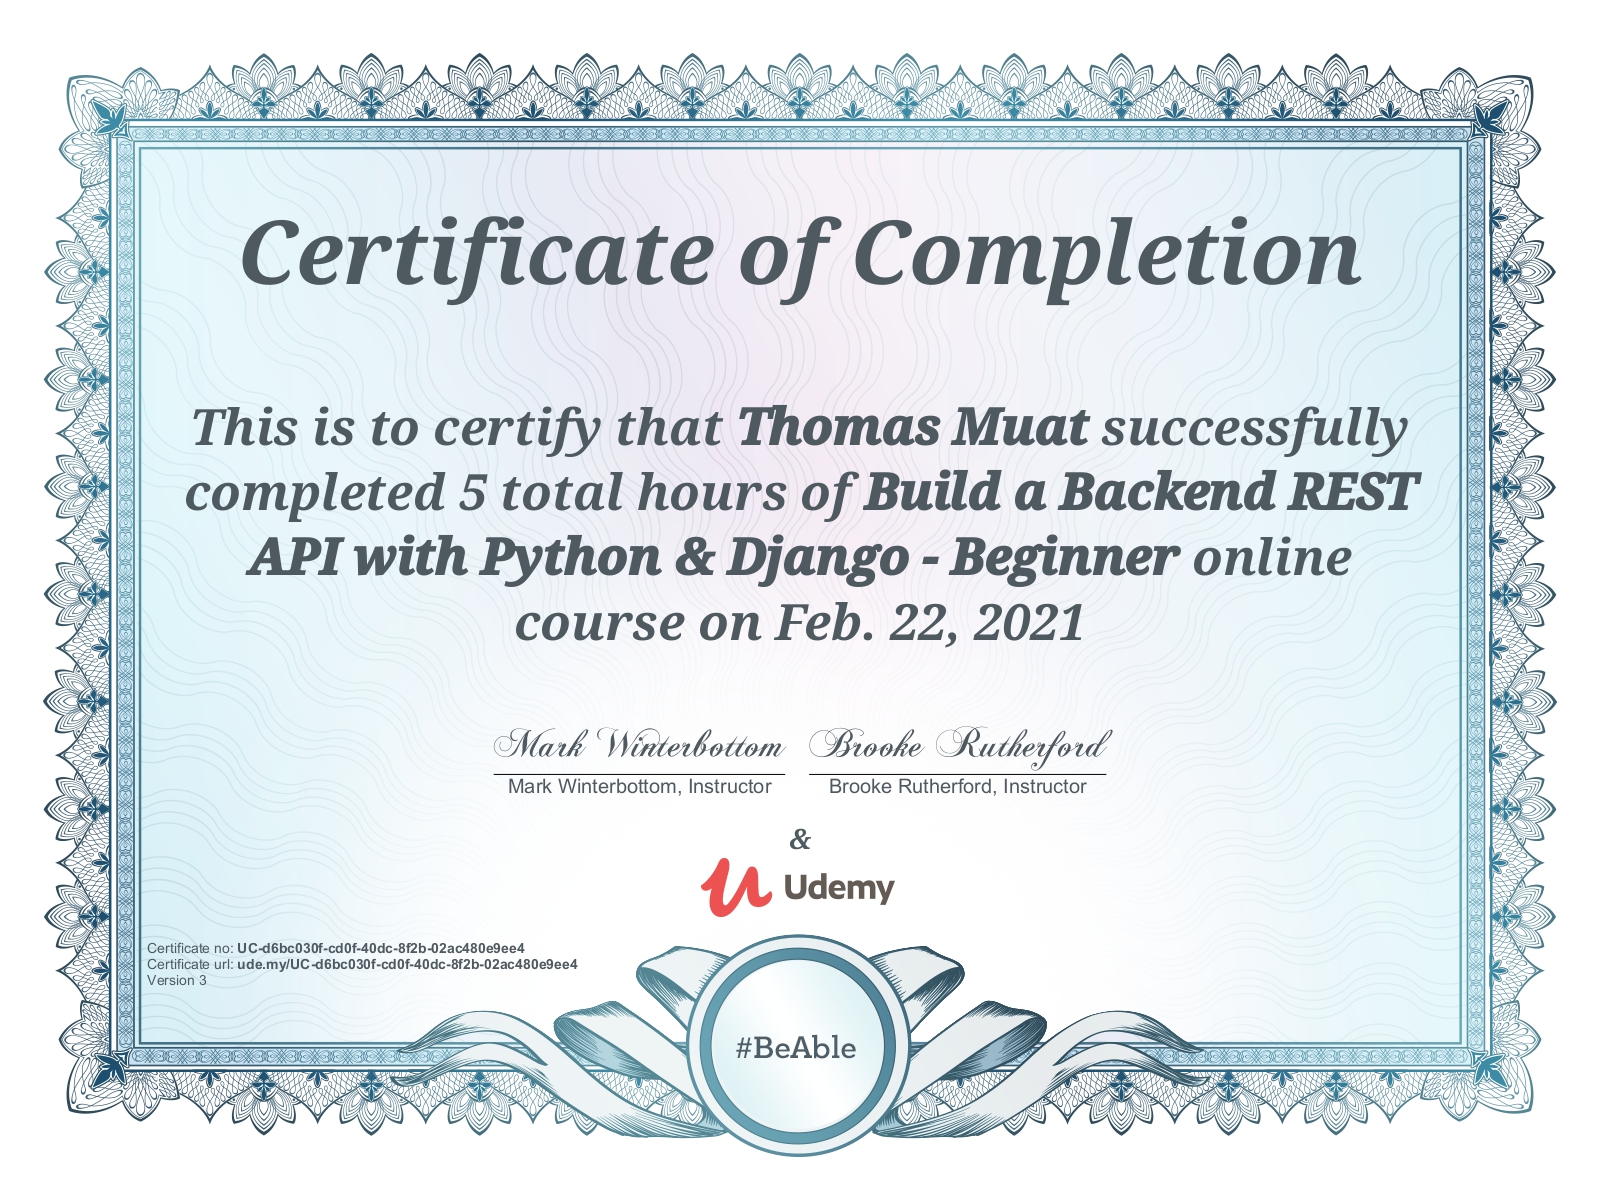 Certificate of Completion
This is to certify that Thomas Muat successfully
completed 5 total hours of Build a Backend REST
API with Python & Django - Beginner online
course on Feb. 22, 2021
Mark Winterbottom Brooke Rutherford
Mark Winterbottom, Instructor Brooke Rutherford, Instructor
&
Udemy
Certificate no: UC-d6bc030f-cd0f-40dc-8f2b-02ac480e9ee4
Certificate url: ude.my/UC-d6bc030f-cd0f-40dc-8f2b-02ac480e9ee4
Version 3
#BeAble